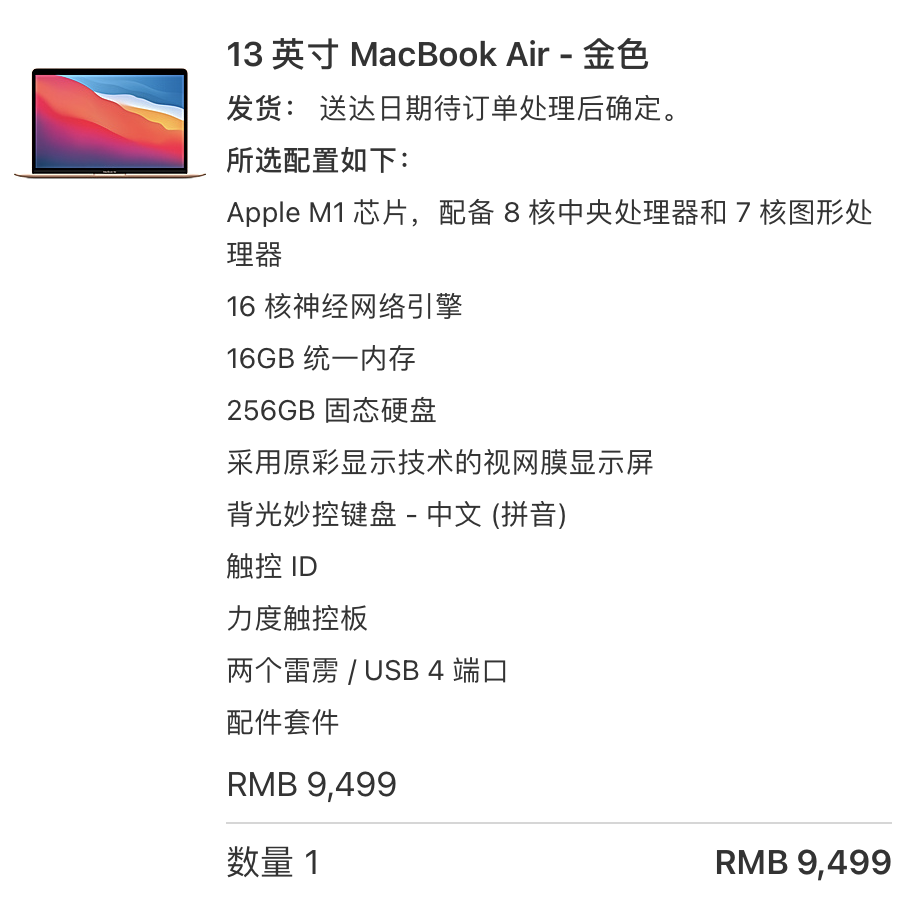 13 英寸 MacBook Air - 金色
发货： 送达日期待订单处理后确定。
所选配置如下：
Apple M1 芯片，配备 8 核中央处理器和 7 核图形处
理器
16 核神经网络引擎
16GB 统一内存
256GB 固态硬盘
采用原彩显示技术的视网膜显示屏
背光妙控键盘 - 中文 (拼音)
触控 ID
力度触控板
两个雷雳 / USB 4 端口
配件套件
RMB 9,499
数量 1 RMB 9,499